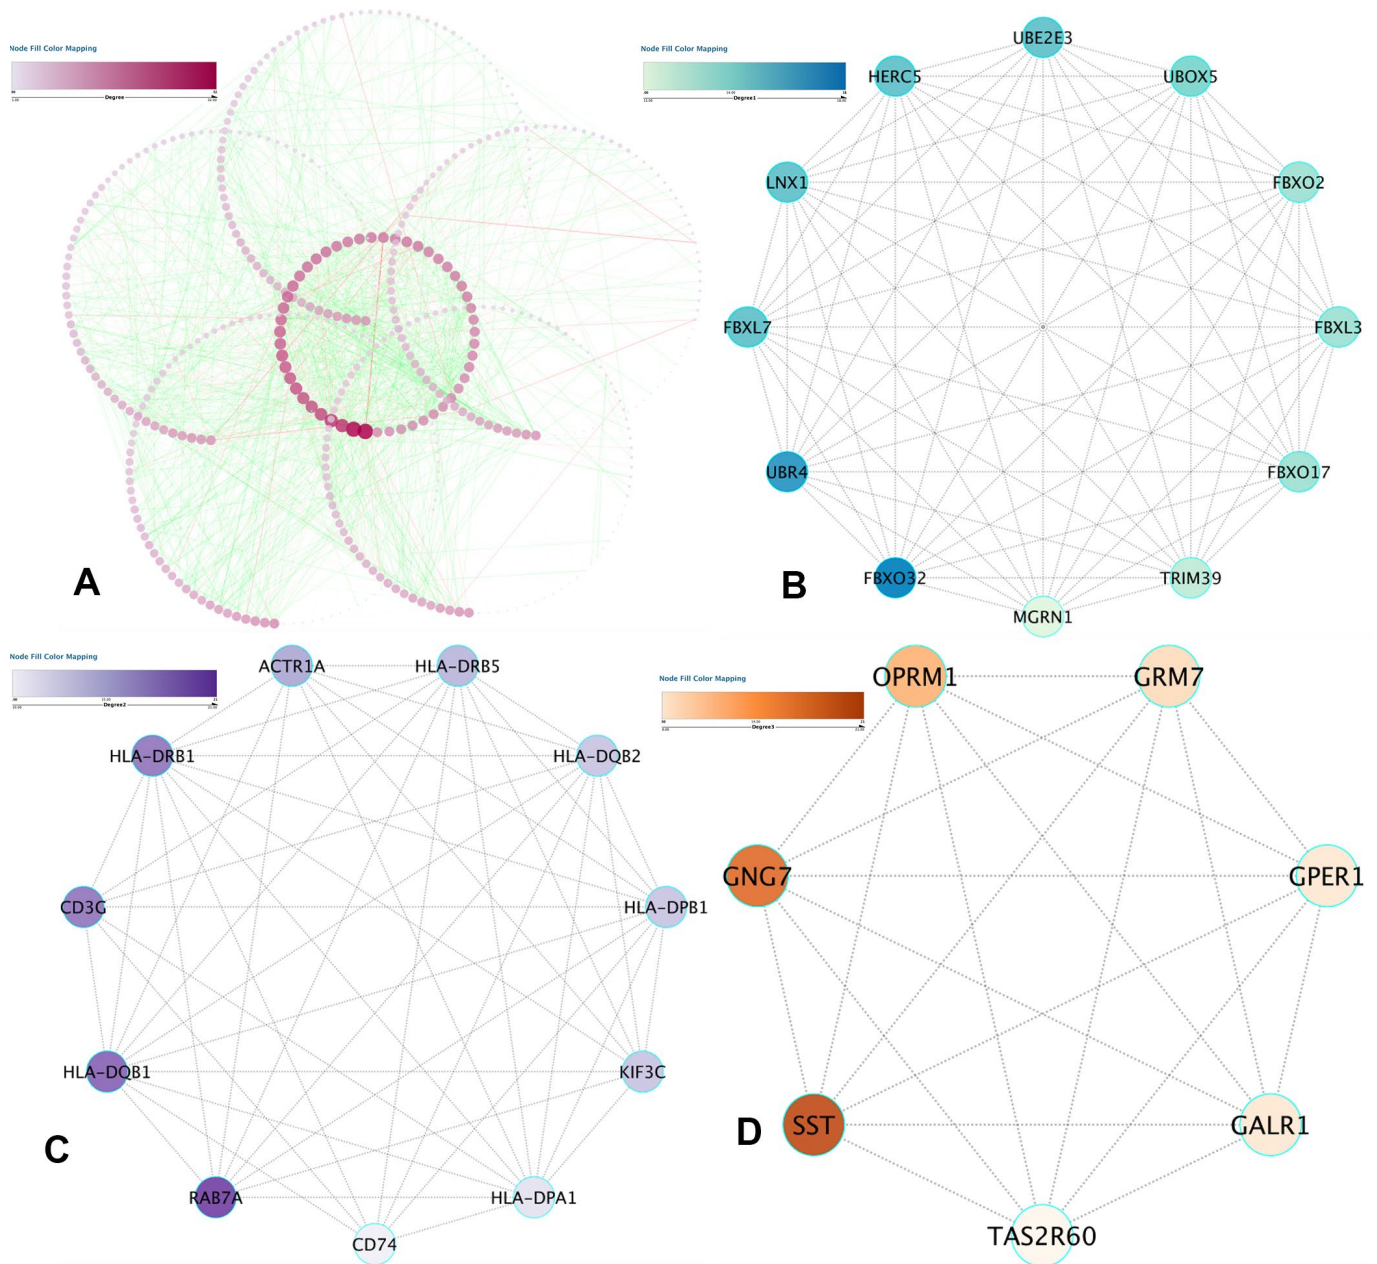 Node Fill Color Mapping
Degree
A
Node Fill Color Mapping
Degree1
UBE2E3
HERC5
UBOX5
LNX1
FBXO2
FBXL7
FBXL3
UBR4
FBXO17
FBXO32
TRIM39
MGRN1
B
Node Fill Color Mapping
Degree2
ACTR1A
HLA-DRB5
HLA-DRB1
HLA-DQB2
CD3G
HLA-DPB1
HLA-DQB1
KIF3C
RAB7A
HLA-DPA1
CD74
C
Node Fill Color Mapping
Degree3
OPRM1
GRM7
GNG7
GPER1
SST
GALR1
TAS2R60
D